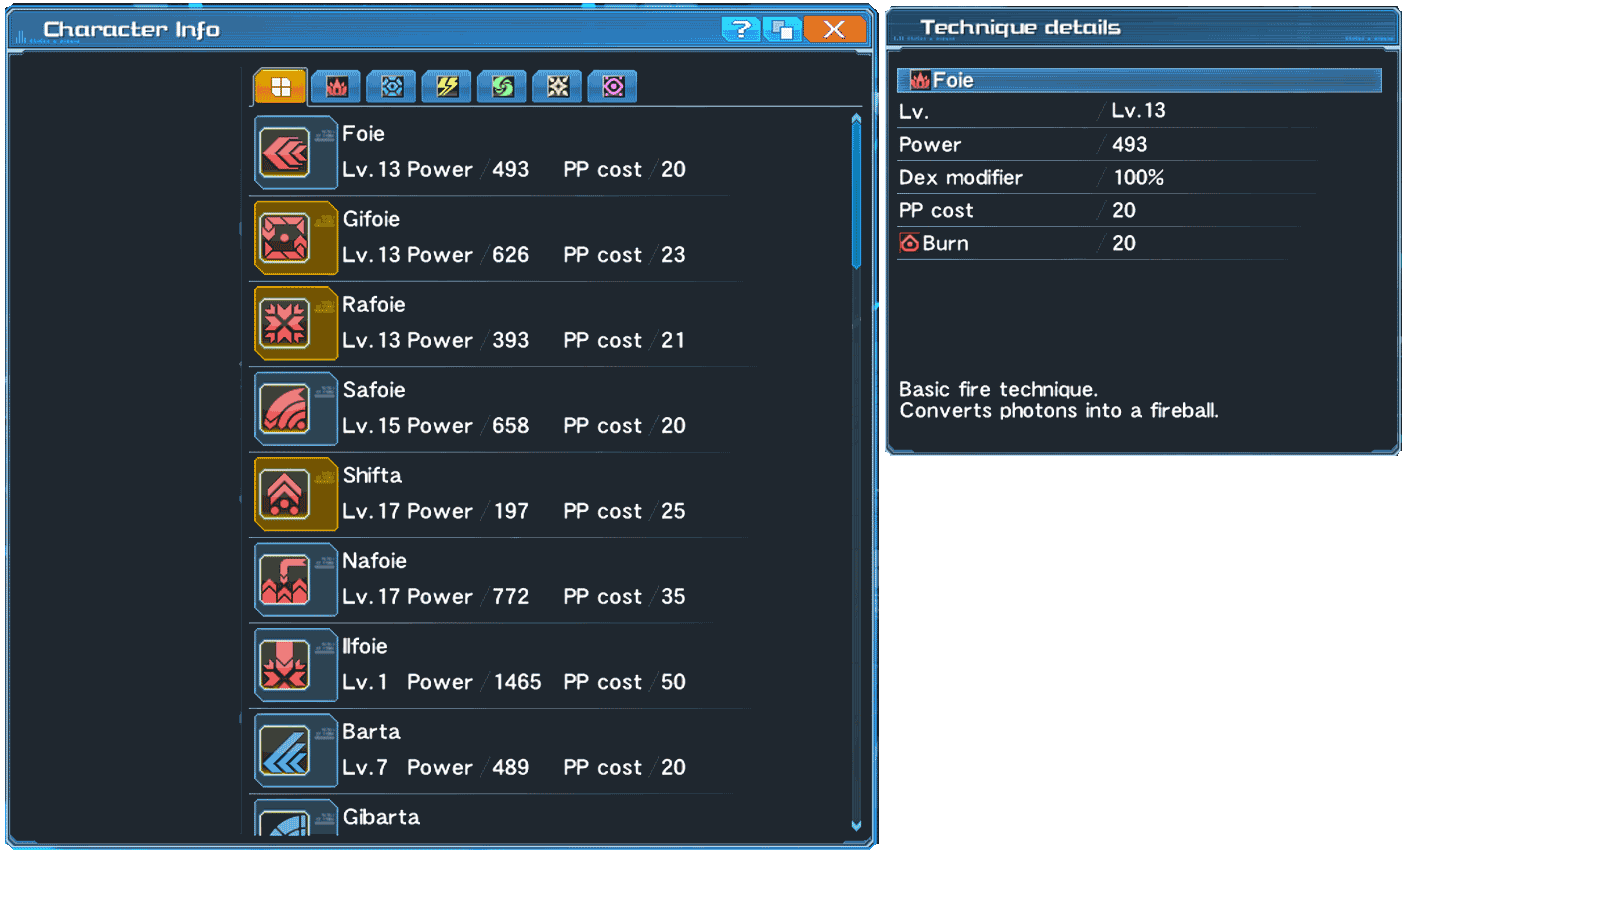 Character Info
?
Foie
Lv.13 Power / 493 PP cost / 20
Gifoie
Lv.13 Power / 626 PP cost / 23
Rafoie
Lv.13 Power / 393 PP cost / 21
Safoie
Lv.15 Power / 658 PP cost / 20
Shifta
Lv.17 Power / 197 PP cost / 25
Nafoie
Lv.17 Power / 772 PP cost / 35
Ilfoie
Lv.1 Power / 1465 PP cost / 50
Barta
Lv.7 Power / 489 PP cost / 20
Gibarta
Technique details
Foie
Lv. / Lv.13
Power / 493
Dex modifier / 100%
PP cost / 20
Burn / 20
Basic fire technique.
Converts photons into a fireball.